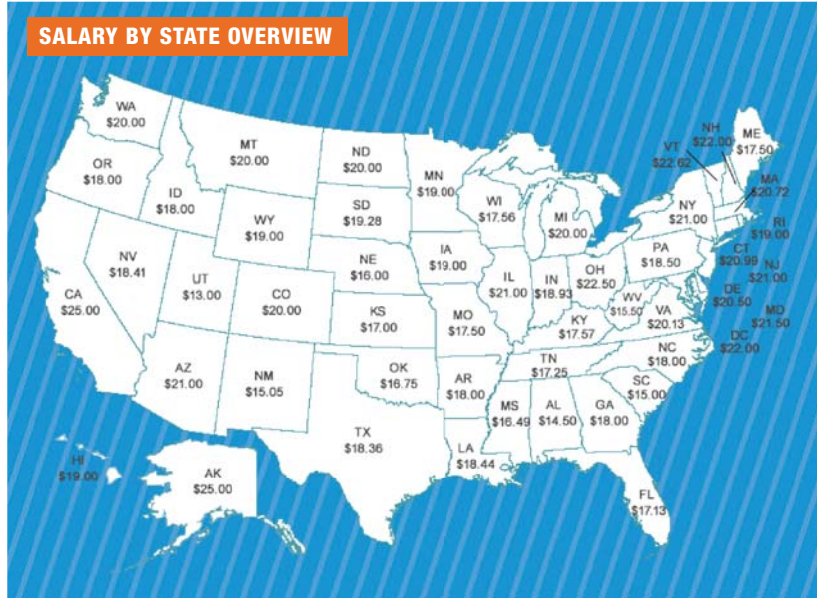 SALARY BY STATE OVERVIEW
WA
$20.00
OR
$18.00
ID
$18.00
MT
$20.00
ND
$20.00
MN
$19.00
WY
$19.00
SD
$19.28
WI
$17.56
MI
$20.00
NV
$18.41
UT
$13.00
CA
$25.00
CO
$20.00
NE
$16.00
IA
$19.00
IL
$21.00
IN
$18.93
OH
$22.50
KS
$17.00
MO
$17.50
KY
$17.57
WV
$15.50
VA
$20.13
PA
$18.50
NY
$21.00
VT
$22.62
NH
$22.00
ME
$17.50
MA
$20.72
RI
$19.00
CT
$20.99
NJ
$21.00
DE
$20.50
MD
$21.50
DC
$22.00
AZ
$21.00
NM
$15.05
OK
$16.75
AR
$18.00
TN
$17.25
NC
$18.00
SC
$15.00
MS
$16.49
AL
$14.50
GA
$18.00
TX
$18.36
LA
$18.44
FL
$17.13
HI
$19.00
AK
$25.00